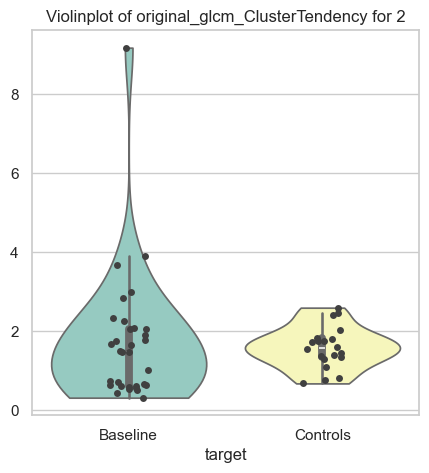 Violinplot of original_glcm_ClusterTendency for 2
8
6
4
2
0
Baseline
Controls
target